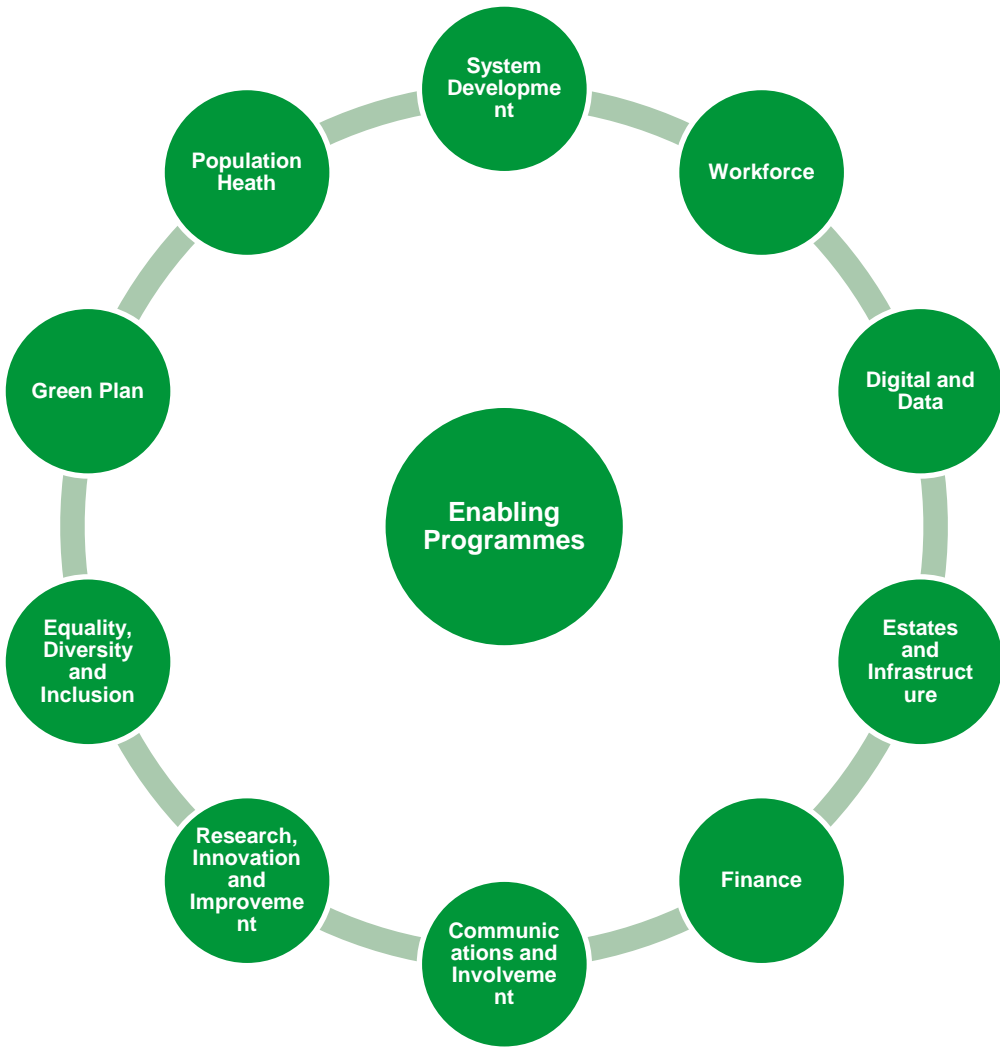 System
Developme
nt
Workforce
Digital and
Data
Estates
and
Infrastruct
ure
Finance
Communic
ations and
Involveme
nt
Research,
Innovation
and
Improveme
nt
Equality,
Diversity
and
Inclusion
Green Plan
Population
Heath
Enabling
Programmes